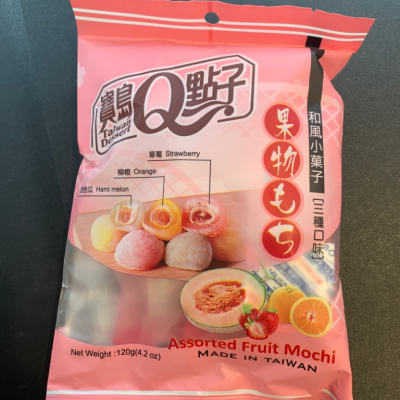 寶島Q點子
Taiwan
Dessert
草莓 Strawberry
柳橙 Orange
瓜 Hami melon
果物もち
和風小菓子
[三種口味]
Assorted Fruit Mochi
MADE IN TAIWAN
Net Weight :120g(4.2 oz)